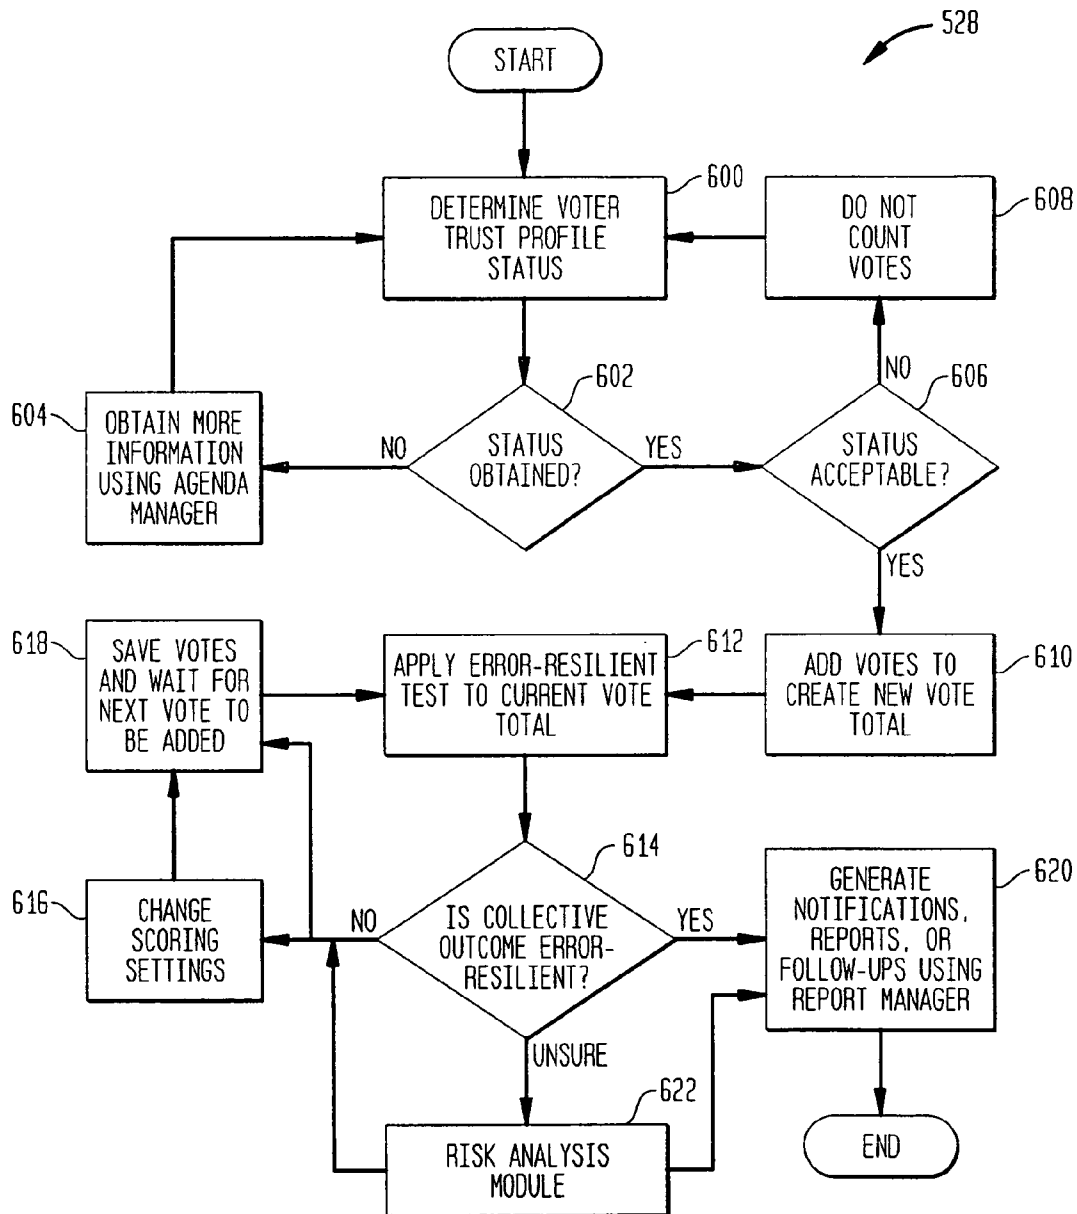 528
START
600
DETERMINE VOTER
TRUST PROFILE
STATUS
608
DO NOT
COUNT
VOTES
604
OBTAIN MORE
INFORMATION
USING AGENDA
MANAGER
NO
602
STATUS
OBTAINED?
YES
606
STATUS
ACCEPTABLE?
NO
YES
618
SAVE VOTES
AND WAIT FOR
NEXT VOTE TO
BE ADDED
612
APPLY ERROR-RESILIENT
TEST TO CURRENT VOTE
TOTAL
610
ADD VOTES TO
CREATE NEW VOTE
TOTAL
616
CHANGE
SCORING
SETTINGS
NO
614
IS COLLECTIVE
OUTCOME ERROR-
RESILIENT?
YES
UNSURE
620
GENERATE
NOTIFICATIONS,
REPORTS, OR
FOLLOW-UPS USING
REPORT MANAGER
622
RISK ANALYSIS
MODULE
END